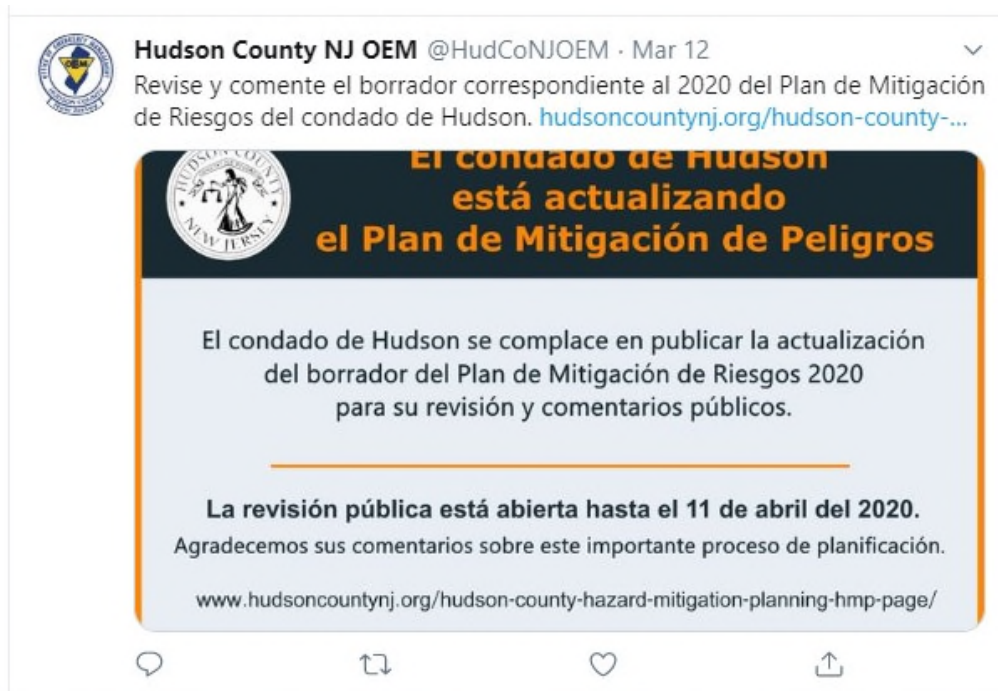 Hudson County NJ OEM @HudCoNJOEM · Mar 12
Revise y comente el borrador correspondiente al 2020 del Plan de Mitigación
de Riesgos del condado de Hudson. hudsoncountynj.org/hudson-county-...
El condado de Hudson
está actualizando
el Plan de Mitigación de Peligros
HUDSON COUNTY
NEW JERSEY
El condado de Hudson se complace en publicar la actualización
del borrador del Plan de Mitigación de Riesgos 2020
para su revisión y comentarios públicos.
La revisión pública está abierta hasta el 11 de abril del 2020.
Agradecemos sus comentarios sobre este importante proceso de planificación.
www.hudsoncountynj.org/hudson-county-hazard-mitigation-planning-hmp-page/
OEM